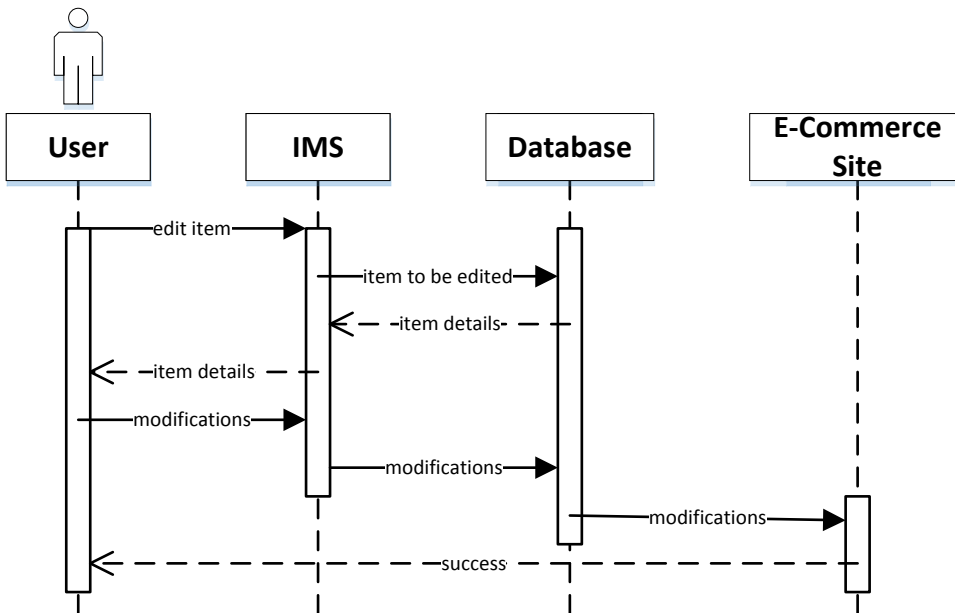 User
IMS
Database
E-Commerce
Site
edit item
item to be edited
item details
item details
modifications
modifications
modifications
success